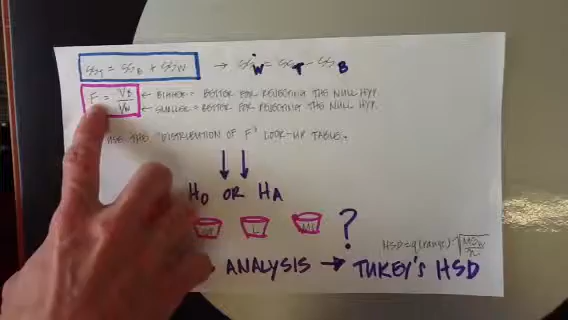 SST = SSB + SSW → SSW = SST - SSB
F = VB/VW ← BIGGER = BETTER FOR REJECTING THE NULL HYP.
← SMALLER = BETTER FOR REJECTING THE NULL HYP.
USE THE "DISTRIBUTION OF F" LOOK-UP TABLE.
H0 OR HA
L
?
ANALYSIS → TUKEY'S HSD
HSD = q(range)